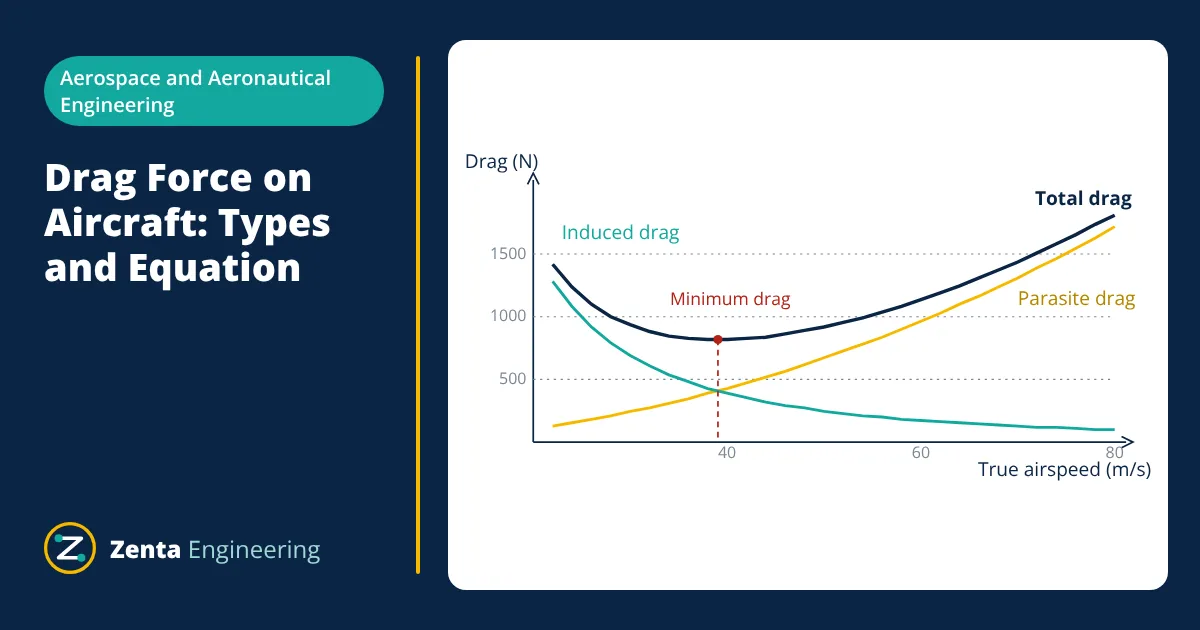 Aerospace and Aeronautical
Engineering
Drag Force on
Aircraft: Types
and Equation
Zenta Engineering
Drag (N)
Total drag
Induced drag
1500
Minimum drag
Parasite drag
1000
500
40
60
80
True airspeed (m/s)